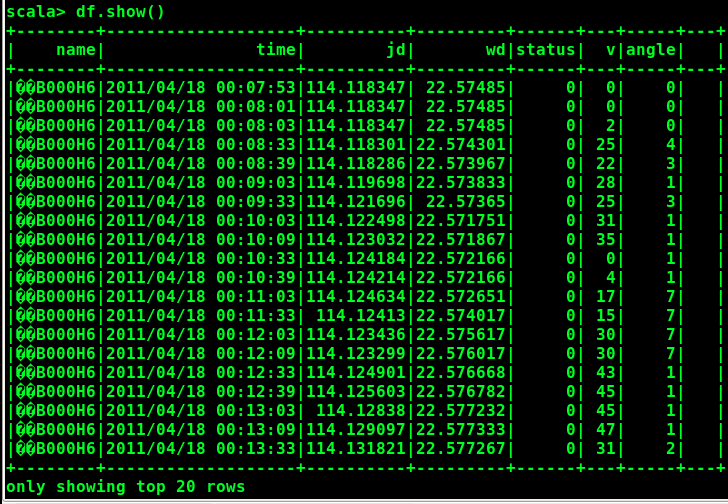 scala> df.show()
+--------+-------------------+----------+---------+------+---+-----+---+
|    name|               time|        jd|       wd|status|  v|angle|   |
+--------+-------------------+----------+---------+------+---+-----+---+
|��B000H6|2011/04/18 00:07:53|114.118347| 22.57485|     0|  0|    0|   |
|��B000H6|2011/04/18 00:08:01|114.118347| 22.57485|     0|  0|    0|   |
|��B000H6|2011/04/18 00:08:03|114.118347| 22.57485|     0|  2|    0|   |
|��B000H6|2011/04/18 00:08:33|114.118301|22.574301|     0| 25|    4|   |
|��B000H6|2011/04/18 00:08:39|114.118286|22.573967|     0| 22|    3|   |
|��B000H6|2011/04/18 00:09:03|114.119698|22.573833|     0| 28|    1|   |
|��B000H6|2011/04/18 00:09:33|114.121696| 22.57365|     0| 25|    3|   |
|��B000H6|2011/04/18 00:10:03|114.122498|22.571751|     0| 31|    1|   |
|��B000H6|2011/04/18 00:10:09|114.123032|22.571867|     0| 35|    1|   |
|��B000H6|2011/04/18 00:10:33|114.124184|22.572166|     0|  0|    1|   |
|��B000H6|2011/04/18 00:10:39|114.124214|22.572166|     0|  4|    1|   |
|��B000H6|2011/04/18 00:11:03|114.124634|22.572651|     0| 17|    7|   |
|��B000H6|2011/04/18 00:11:33| 114.12413|22.574017|     0| 15|    7|   |
|��B000H6|2011/04/18 00:12:03|114.123436|22.575617|     0| 30|    7|   |
|��B000H6|2011/04/18 00:12:09|114.123299|22.576017|     0| 30|    7|   |
|��B000H6|2011/04/18 00:12:33|114.124901|22.576668|     0| 43|    1|   |
|��B000H6|2011/04/18 00:12:39|114.125603|22.576782|     0| 45|    1|   |
|��B000H6|2011/04/18 00:13:03| 114.12838|22.577232|     0| 45|    1|   |
|��B000H6|2011/04/18 00:13:09|114.129097|22.577333|     0| 47|    1|   |
|��B000H6|2011/04/18 00:13:33|114.131821|22.577267|     0| 31|    2|   |
+--------+-------------------+----------+---------+------+---+-----+---+
only showing top 20 rows